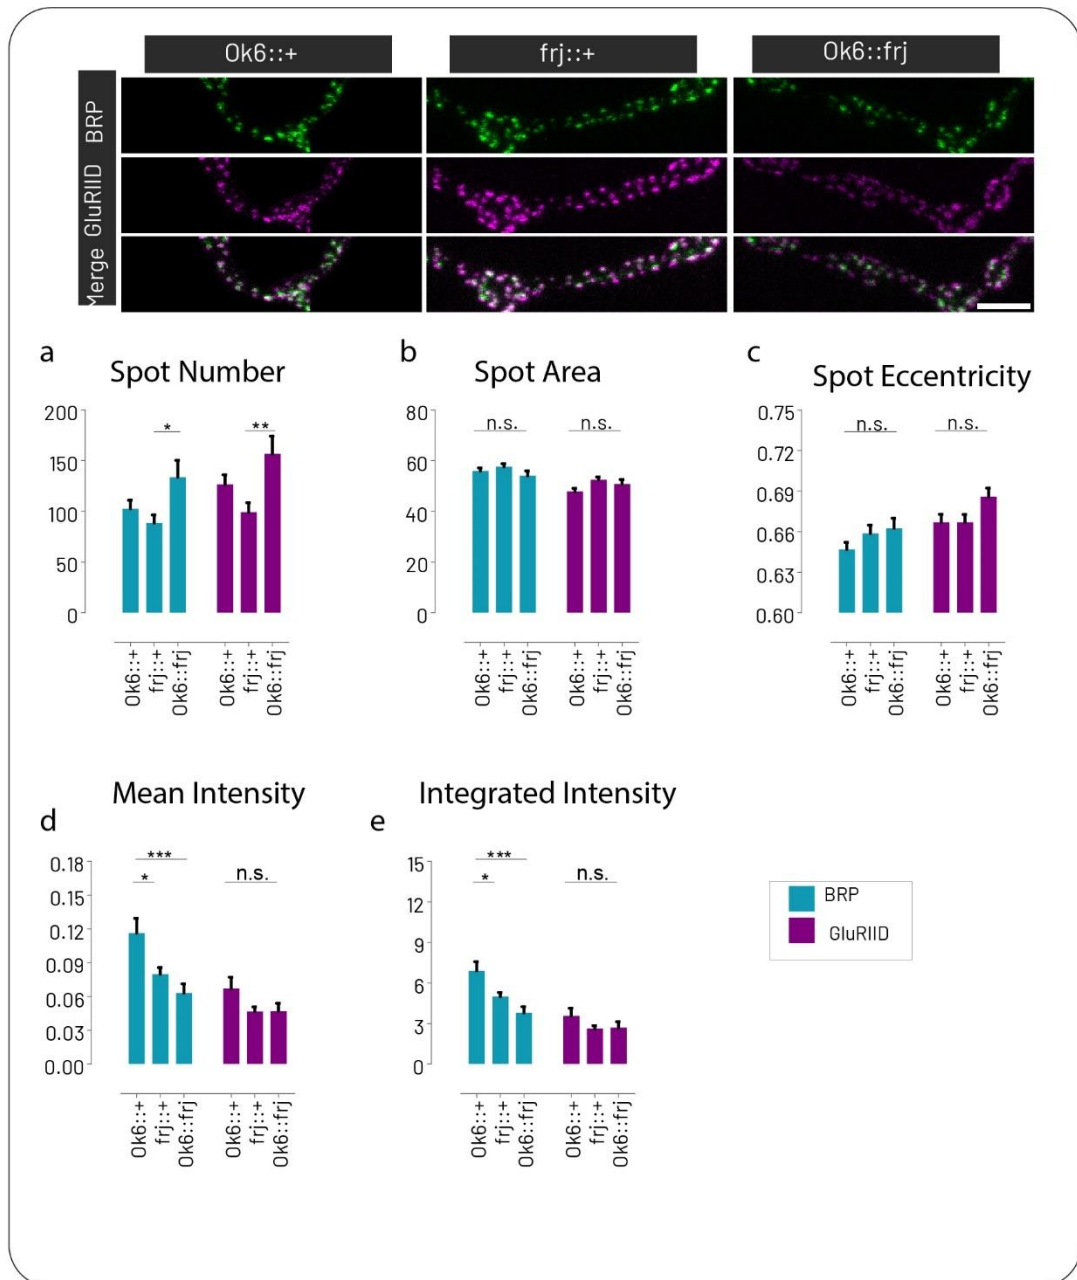 Ok6::+ frj::+ Ok6::frj
BRP
GluRIID
Merge
a Spot Number
200
150
100
50
0
* **
Ok6::+ frj::+ Ok6::frj Ok6::+ frj::+ Ok6::frj
b Spot Area
80
60
40
20
0
n.s. n.s.
Ok6::+ frj::+ Ok6::frj Ok6::+ frj::+ Ok6::frj
c Spot Eccentricity
0.75
0.72
0.69
0.66
0.63
0.60
n.s. n.s.
Ok6::+ frj::+ Ok6::frj Ok6::+ frj::+ Ok6::frj
d Mean Intensity
0.18
0.15
0.12
0.09
0.06
0.03
0.00
***
* n.s.
Ok6::+ frj::+ Ok6::frj Ok6::+ frj::+ Ok6::frj
e Integrated Intensity
15
12
9
6
3
0
***
* n.s.
Ok6::+ frj::+ Ok6::frj Ok6::+ frj::+ Ok6::frj
BRP
GluRIID